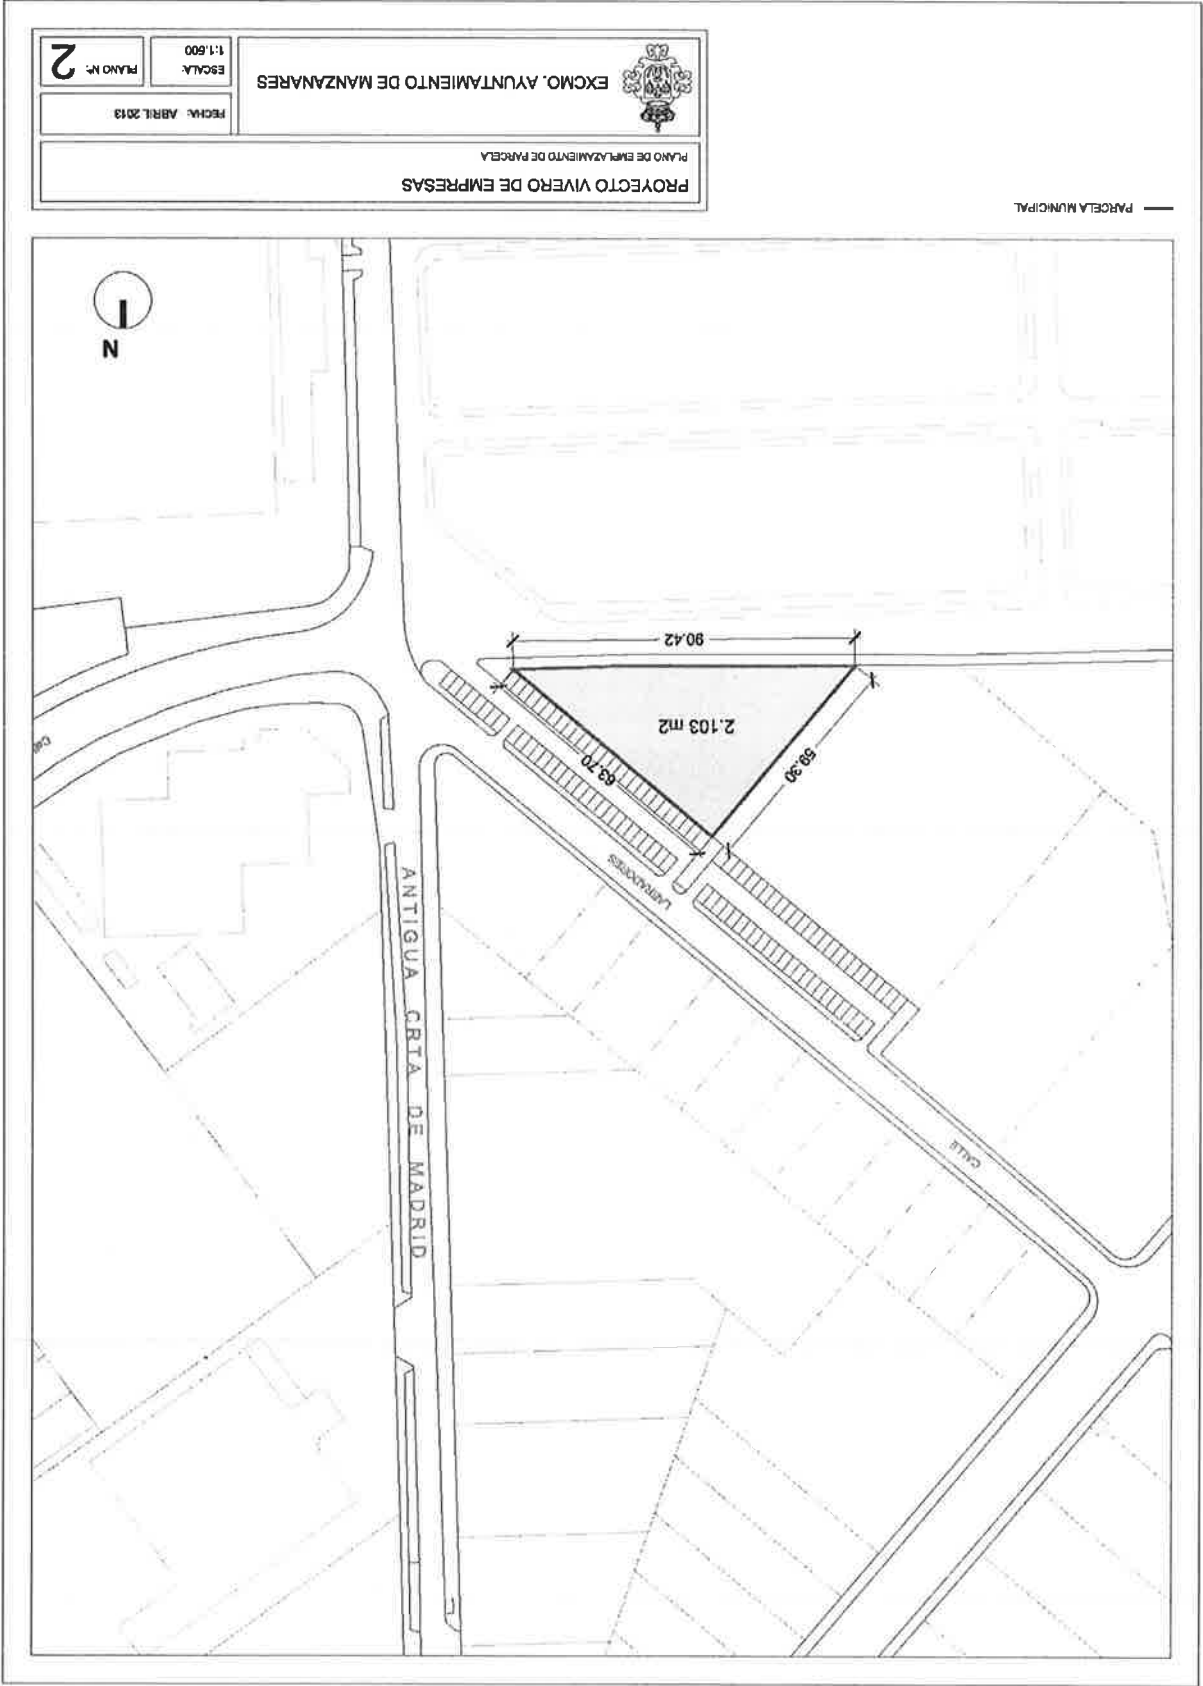 CALLE
ANTIGUA CRTA DE MADRID
LABRADORES
59.30
63.70
2.103 m2
90.42
N
PARCELA MUNICIPAL
PROYECTO VIVERO DE EMPRESAS
PLANO DE EMPLAZAMIENTO DE PARCELA
EXCMO. AYUNTAMIENTO DE MANZANARES
FECHA: ABRIL 2013
ESCALA:
1:1.600
PLANO Nº:
2